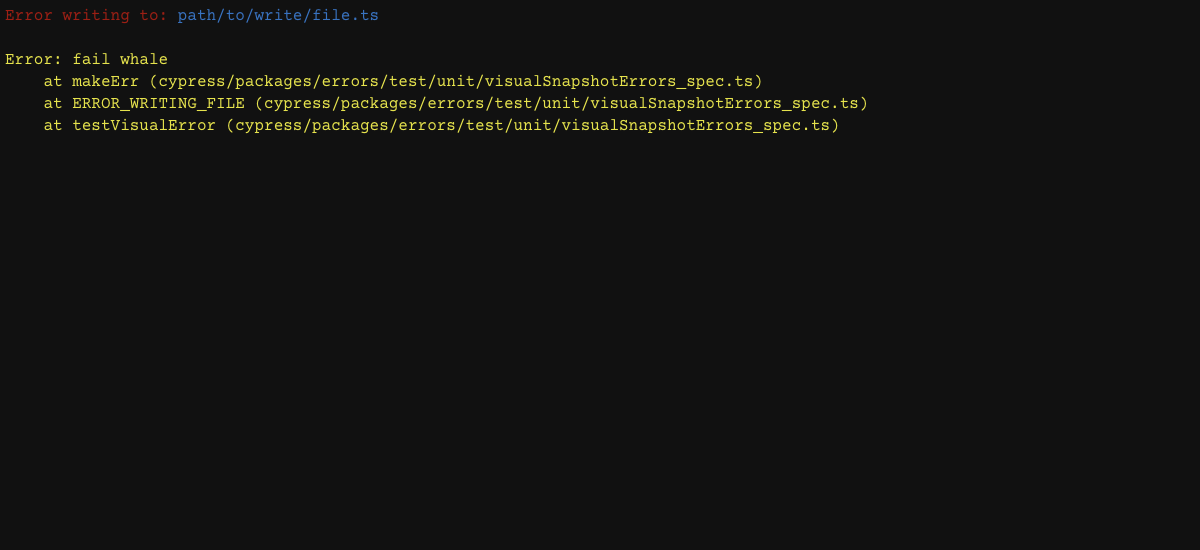 Error writing to: path/to/write/file.ts
Error: fail whale
    at makeErr (cypress/packages/errors/test/unit/visualSnapshotErrors_spec.ts)
    at ERROR_WRITING_FILE (cypress/packages/errors/test/unit/visualSnapshotErrors_spec.ts)
    at testVisualError (cypress/packages/errors/test/unit/visualSnapshotErrors_spec.ts)